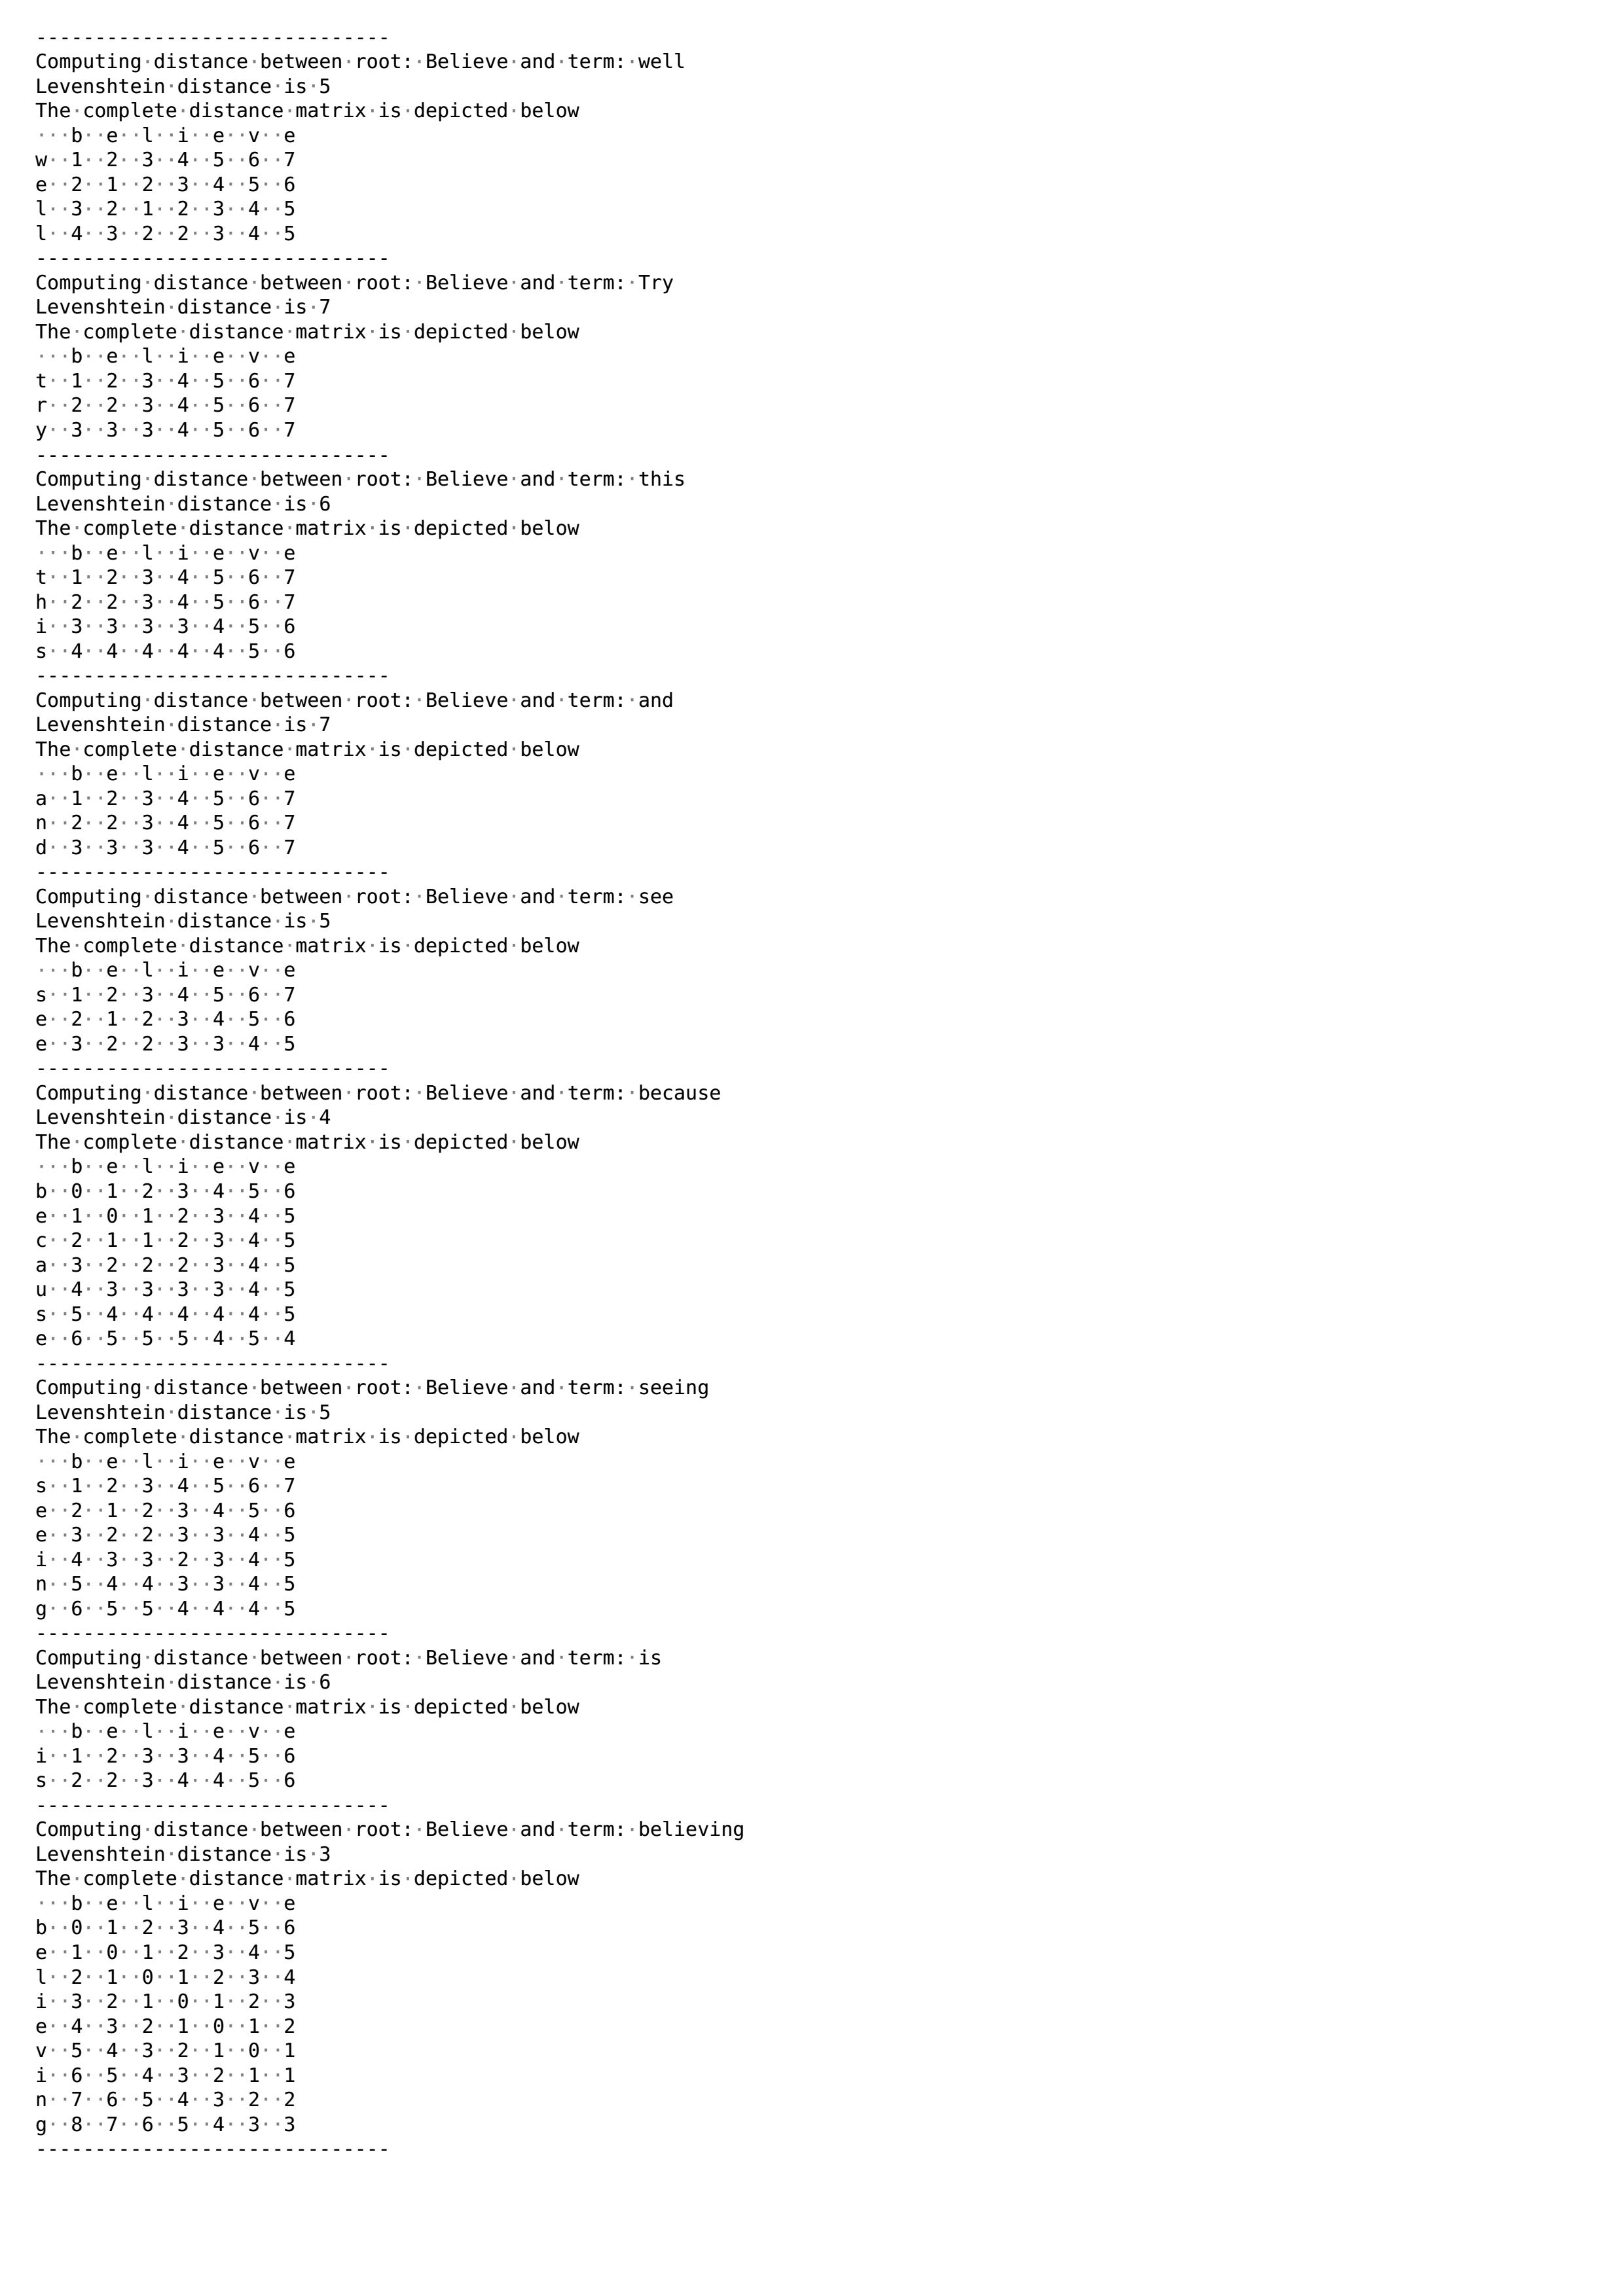 ------------------------------
Computing·distance·between·root:·Believe·and·term:·well
Levenshtein·distance·is·5
The·complete·distance·matrix·is·depicted·below
···b··e··l··i··e··v··e
w··1··2··3··4··5··6··7
e··2··1··2··3··4··5··6
l··3··2··1··2··3··4··5
l··4··3··2··2··3··4··5
------------------------------
Computing·distance·between·root:·Believe·and·term:·Try
Levenshtein·distance·is·7
The·complete·distance·matrix·is·depicted·below
···b··e··l··i··e··v··e
t··1··2··3··4··5··6··7
r··2··2··3··4··5··6··7
y··3··3··3··4··5··6··7
------------------------------
Computing·distance·between·root:·Believe·and·term:·this
Levenshtein·distance·is·6
The·complete·distance·matrix·is·depicted·below
···b··e··l··i··e··v··e
t··1··2··3··4··5··6··7
h··2··2··3··4··5··6··7
i··3··3··3··3··4··5··6
s··4··4··4··4··4··5··6
------------------------------
Computing·distance·between·root:·Believe·and·term:·and
Levenshtein·distance·is·7
The·complete·distance·matrix·is·depicted·below
···b··e··l··i··e··v··e
a··1··2··3··4··5··6··7
n··2··2··3··4··5··6··7
d··3··3··3··4··5··6··7
------------------------------
Computing·distance·between·root:·Believe·and·term:·see
Levenshtein·distance·is·5
The·complete·distance·matrix·is·depicted·below
···b··e··l··i··e··v··e
s··1··2··3··4··5··6··7
e··2··1··2··3··4··5··6
e··3··2··2··3··3··4··5
------------------------------
Computing·distance·between·root:·Believe·and·term:·because
Levenshtein·distance·is·4
The·complete·distance·matrix·is·depicted·below
···b··e··l··i··e··v··e
b··0··1··2··3··4··5··6
e··1··0··1··2··3··4··5
c··2··1··1··2··3··4··5
a··3··2··2··2··3··4··5
u··4··3··3··3··3··4··5
s··5··4··4··4··4··4··5
e··6··5··5··5··4··5··4
------------------------------
Computing·distance·between·root:·Believe·and·term:·seeing
Levenshtein·distance·is·5
The·complete·distance·matrix·is·depicted·below
···b··e··l··i··e··v··e
s··1··2··3··4··5··6··7
e··2··1··2··3··4··5··6
e··3··2··2··3··3··4··5
i··4··3··3··2··3··4··5
n··5··4··4··3··3··4··5
g··6··5··5··4··4··4··5
------------------------------
Computing·distance·between·root:·Believe·and·term:·is
Levenshtein·distance·is·6
The·complete·distance·matrix·is·depicted·below
···b··e··l··i··e··v··e
i··1··2··3··3··4··5··6
s··2··2··3··4··4··5··6
------------------------------
Computing·distance·between·root:·Believe·and·term:·believing
Levenshtein·distance·is·3
The·complete·distance·matrix·is·depicted·below
···b··e··l··i··e··v··e
b··0··1··2··3··4··5··6
e··1··0··1··2··3··4··5
l··2··1··0··1··2··3··4
i··3··2··1··0··1··2··3
e··4··3··2··1··0··1··2
v··5··4··3··2··1··0··1
i··6··5··4··3··2··1··1
n··7··6··5··4··3··2··2
g··8··7··6··5··4··3··3
------------------------------